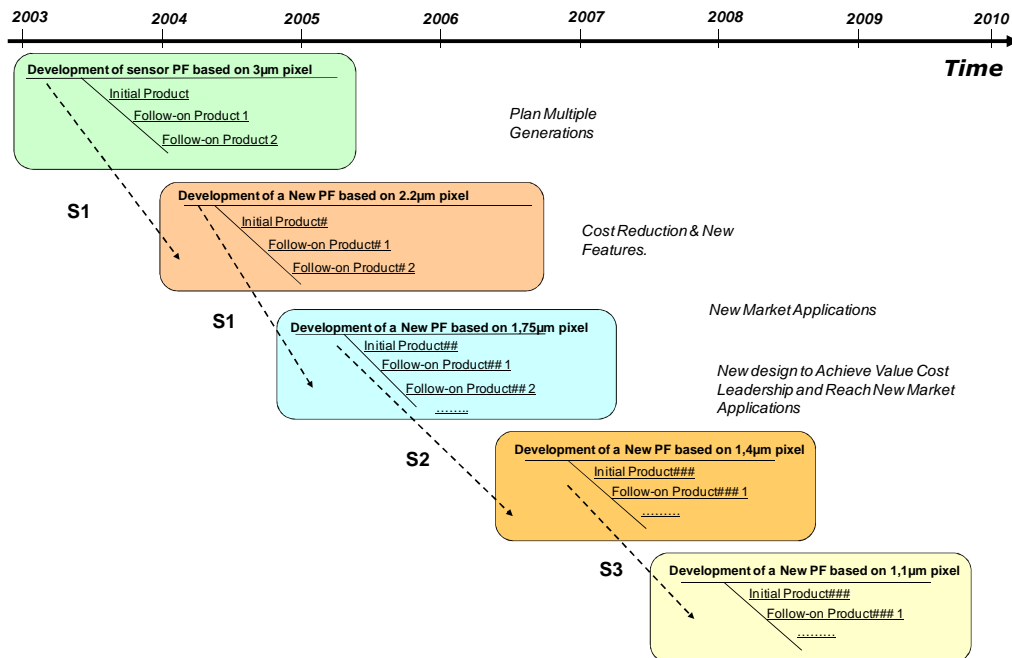 2003 2004 2005 2006 2007 2008 2009 2010
Time
Development of sensor PF based on 3µm pixel
Initial Product
Follow-on Product 1
Follow-on Product 2
Plan Multiple
Generations
S1
Development of a New PF based on 2.2µm pixel
Initial Product#
Follow-on Product# 1
Follow-on Product# 2
Cost Reduction & New
Features.
S1
New Market Applications
Development of a New PF based on 1,75µm pixel
Initial Product##
Follow-on Product## 1
Follow-on Product## 2
........
New design to Achieve Value Cost
Leadership and Reach New Market
Applications
S2
Development of a New PF based on 1,4µm pixel
Initial Product###
Follow-on Product### 1
.........
S3
Development of a New PF based on 1,1µm pixel
Initial Product###
Follow-on Product### 1
.........